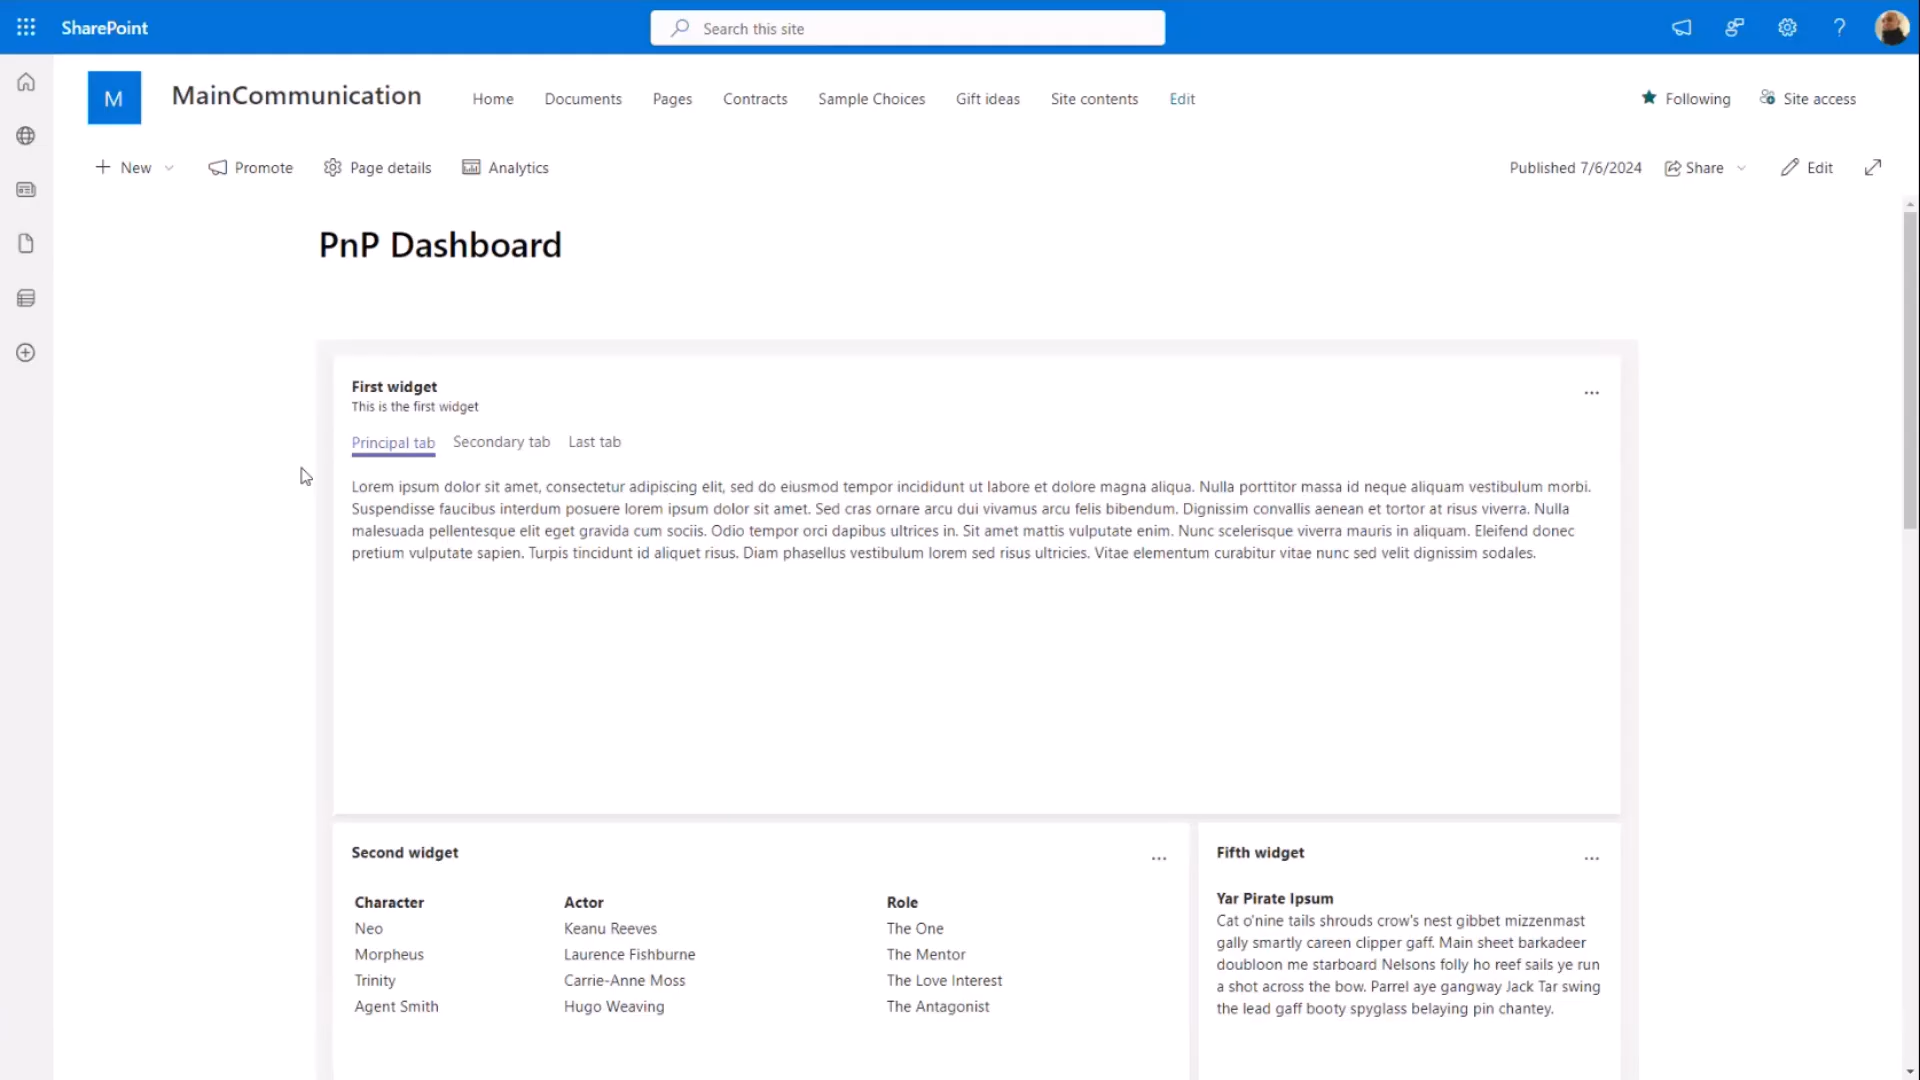 SharePoint
Search this site
M
MainCommunication
Home
Documents
Pages
Contracts
Sample Choices
Gift ideas
Site contents
Edit
Following
Site access
New
Promote
Page details
Analytics
Published 7/6/2024
Share
Edit
PnP Dashboard
First widget
This is the first widget
...
Principal tab
Secondary tab
Last tab
Lorem ipsum dolor sit amet, consectetur adipiscing elit, sed do eiusmod tempor incididunt ut labore et dolore magna aliqua. Nulla porttitor massa id neque aliquam vestibulum morbi.
Suspendisse faucibus interdum posuere lorem ipsum dolor sit amet. Sed cras ornare arcu dui vivamus arcu felis bibendum. Dignissim convallis aenean et tortor at risus viverra. Nulla
malesuada pellentesque elit eget gravida cum sociis. Odio tempor orci dapibus ultrices in. Sit amet mattis vulputate enim. Nunc scelerisque viverra mauris in aliquam. Eleifend donec
pretium vulputate sapien. Turpis tincidunt id aliquet risus. Diam phasellus vestibulum lorem sed risus ultricies. Vitae elementum curabitur vitae nunc sed velit dignissim sodales.
Second widget
...
Character Actor Role
Neo Keanu Reeves The One
Morpheus Laurence Fishburne The Mentor
Trinity Carrie-Anne Moss The Love Interest
Agent Smith Hugo Weaving The Antagonist
Fifth widget
...
Yar Pirate Ipsum
Cat o'nine tails shrouds crow's nest gibbet mizzenmast
gally smartly careen clipper gaff. Main sheet barkadeer
doubloon me starboard Nelsons folly ho reef sails ye run
a shot across the bow. Parrel aye gangway Jack Tar swing
the lead gaff booty spyglass belaying pin chantey.